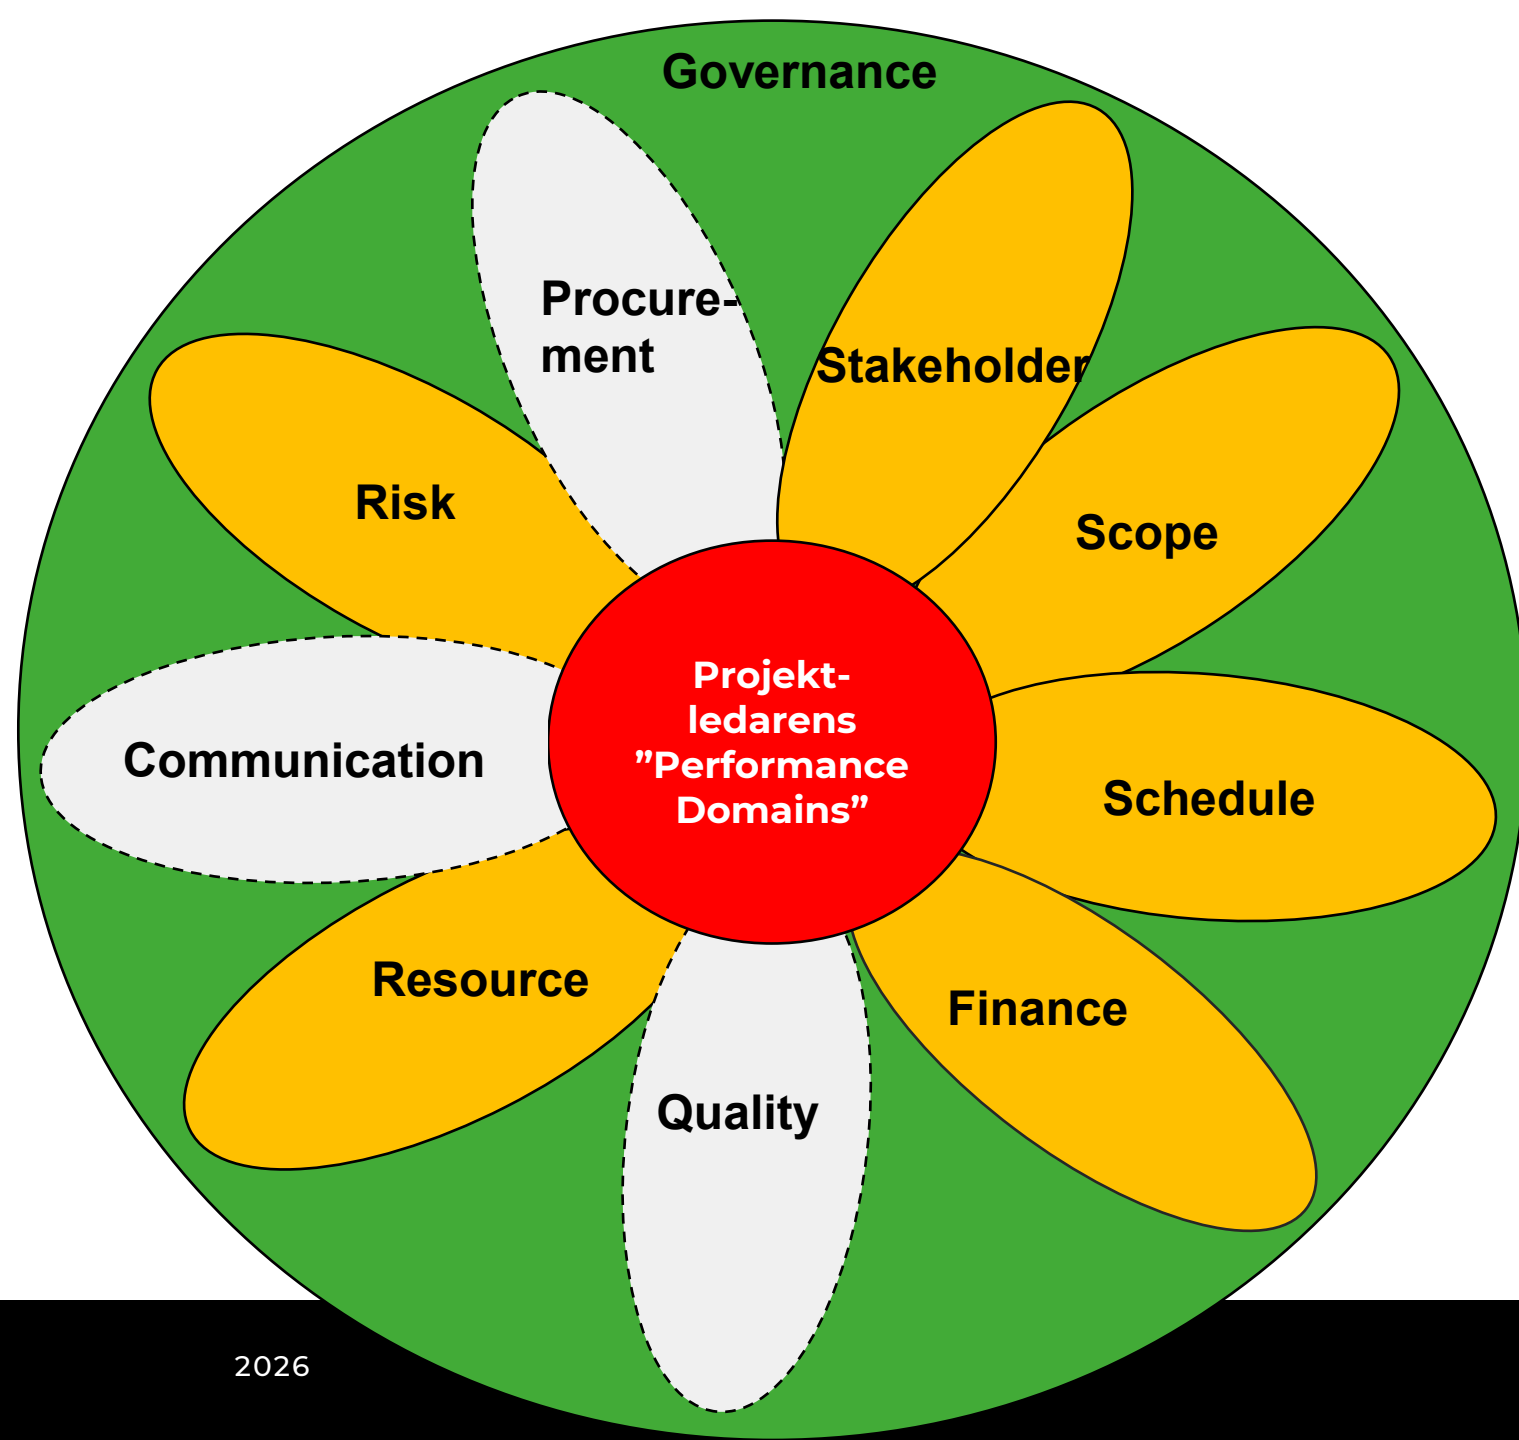 Governance
Procure-
ment
Stakeholder
Risk
Scope
Projekt-
ledarens
”Performance
Domains”
Communication
Schedule
Resource
Finance
Quality
2026